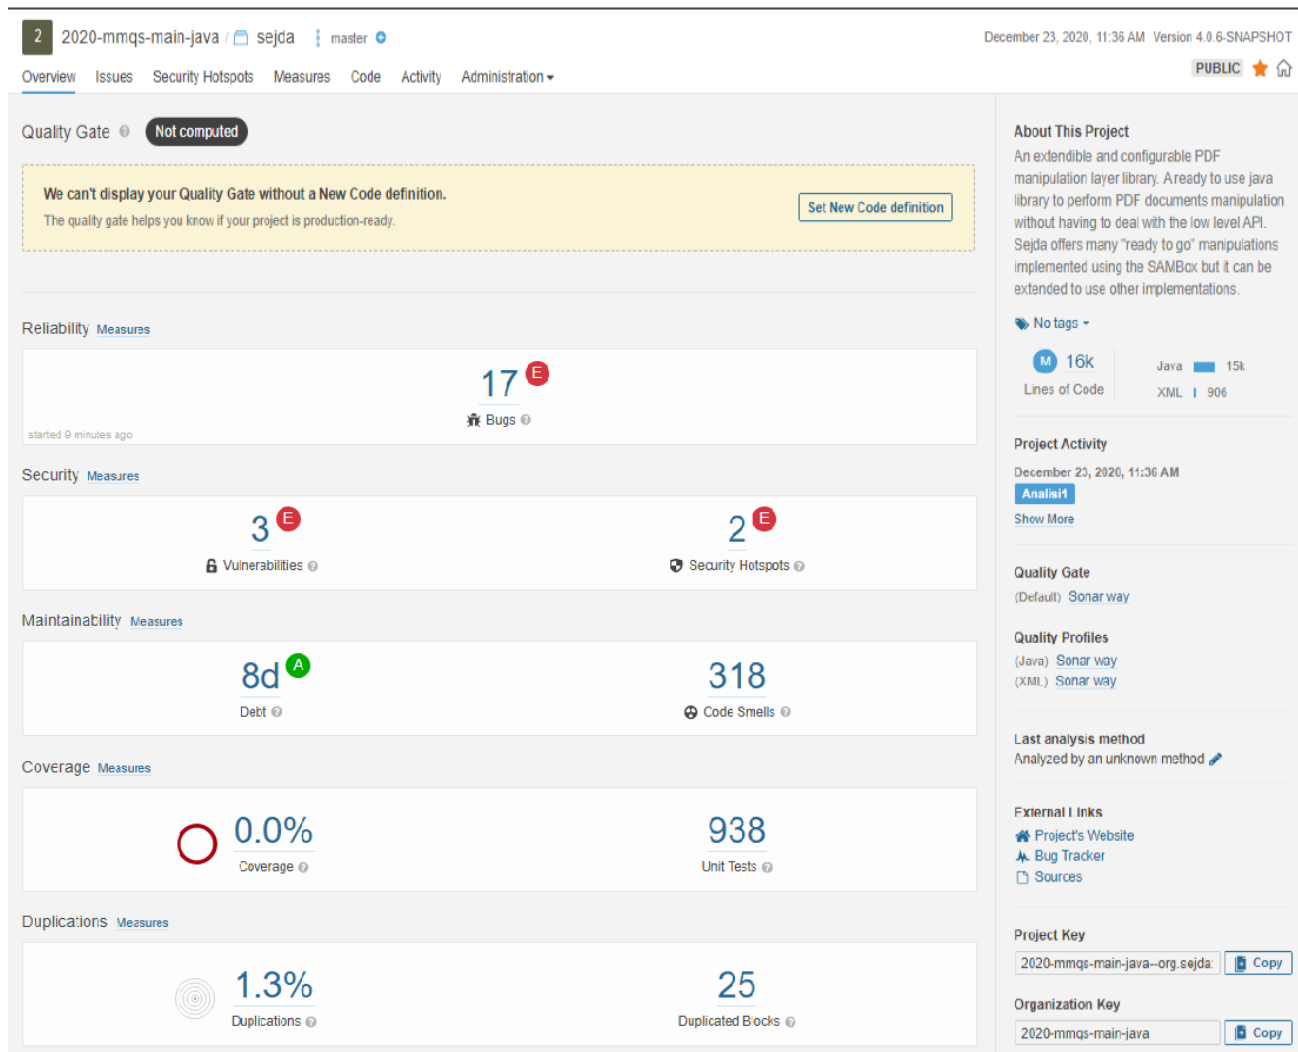 2 2020-mmqs-main-java / sejda master
December 23, 2020, 11:36 AM Version 4.0.6-SNAPSHOT
Overview Issues Security Hotspots Measures Code Activity Administration
PUBLIC
Quality Gate Not computed
We can't display your Quality Gate without a New Code definition.
The quality gate helps you know if your project is production-ready.
Set New Code definition
Reliability Measures
17 E
Bugs
started 9 minutes ago
Security Measures
3 E
Vulnerabilities
2 E
Security Hotspots
Maintainability Measures
8d A
Debt
318
Code Smells
Coverage Measures
0.0%
Coverage
938
Unit Tests
Duplications Measures
1.3%
Duplications
25
Duplicated Blocks
About This Project
An extendible and configurable PDF
manipulation layer library. A ready to use java
library to perform PDF documents manipulation
without having to deal with the low level API.
Sejda offers many "ready to go" manipulations
implemented using the SAMBox but it can be
extended to use other implementations.
No tags
M 16k
Lines of Code
Java 15k
XML 906
Project Activity
December 23, 2020, 11:36 AM
Analisi1
Show More
Quality Gate
(Default) Sonar way
Quality Profiles
(Java) Sonar way
(XML) Sonar way
Last analysis method
Analyzed by an unknown method
External Links
Project's Website
Bug Tracker
Sources
Project Key
2020-mmqs-main-java--org.sejda: Copy
Organization Key
2020-mmqs-main-java Copy